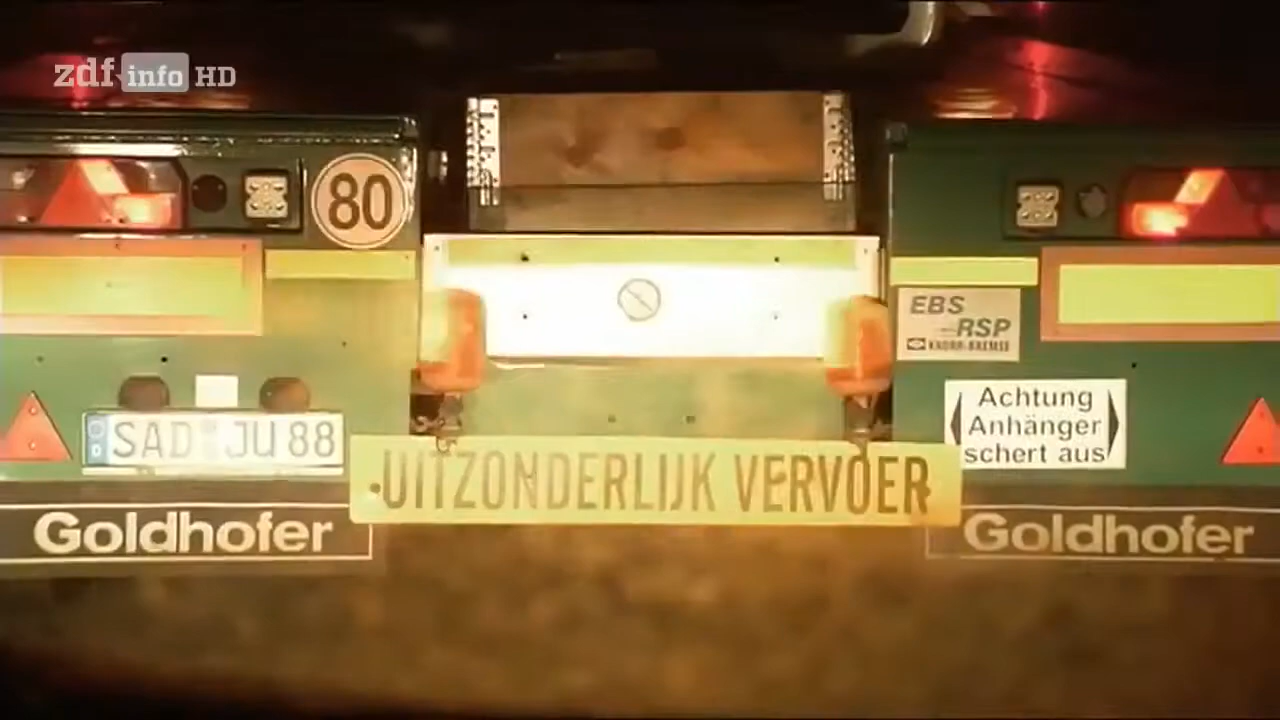 zdf info HD
80
EBS
RSP
KNORR-BREMSE
Achtung
Anhänger
schert aus
SAD JU 88
UITZONDERLIJK VERVOER
Goldhofer
Goldhofer